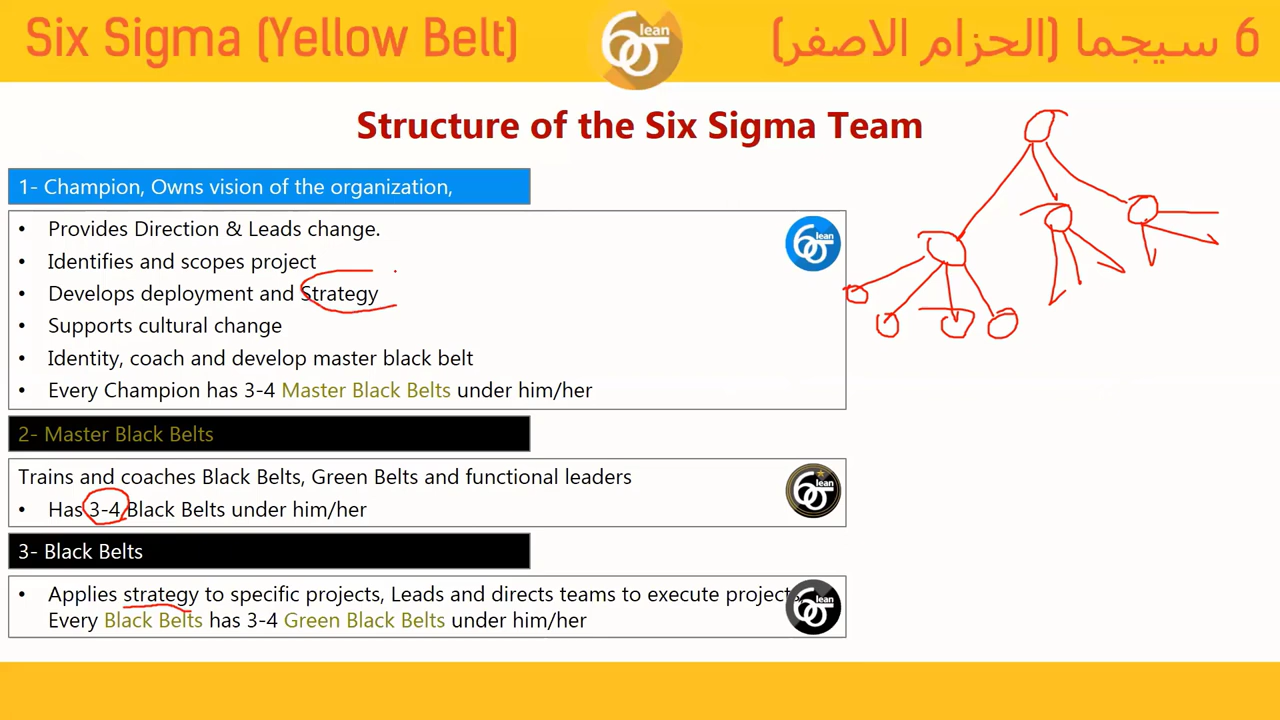 Six Sigma (Yellow Belt)
6σ lean
6 سيجما (الحزام الاصفر)
Structure of the Six Sigma Team
1- Champion, Owns vision of the organization,
• Provides Direction & Leads change.
• Identifies and scopes project
• Develops deployment and Strategy
• Supports cultural change
• Identity, coach and develop master black belt
• Every Champion has 3-4 Master Black Belts under him/her
6σ lean
2- Master Black Belts
Trains and coaches Black Belts, Green Belts and functional leaders
• Has 3-4 Black Belts under him/her
6σ lean
3- Black Belts
• Applies strategy to specific projects, Leads and directs teams to execute projects,
Every Black Belts has 3-4 Green Black Belts under him/her
6σ lean